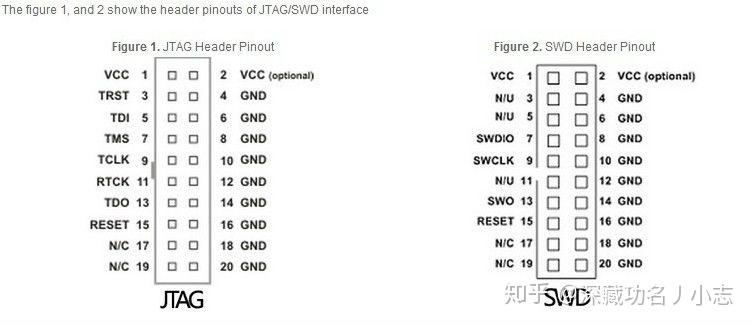 The figure 1, and 2 show the header pinouts of JTAG/SWD interface
Figure 1. JTAG Header Pinout
VCC 1 2 VCC (optional)
TRST 3 4 GND
TDI 5 6 GND
TMS 7 8 GND
TCLK 9 10 GND
RTCK 11 12 GND
TDO 13 14 GND
RESET 15 16 GND
N/C 17 18 GND
N/C 19 20 GND
JTAG
Figure 2. SWD Header Pinout
VCC 1 2 VCC (optional)
N/U 3 4 GND
N/U 5 6 GND
SWDIO 7 8 GND
SWCLK 9 10 GND
N/U 11 12 GND
SWO 13 14 GND
RESET 15 16 GND
N/C 17 18 GND
N/C 19 20 GND
SWD
知乎 @深藏功名丿小志